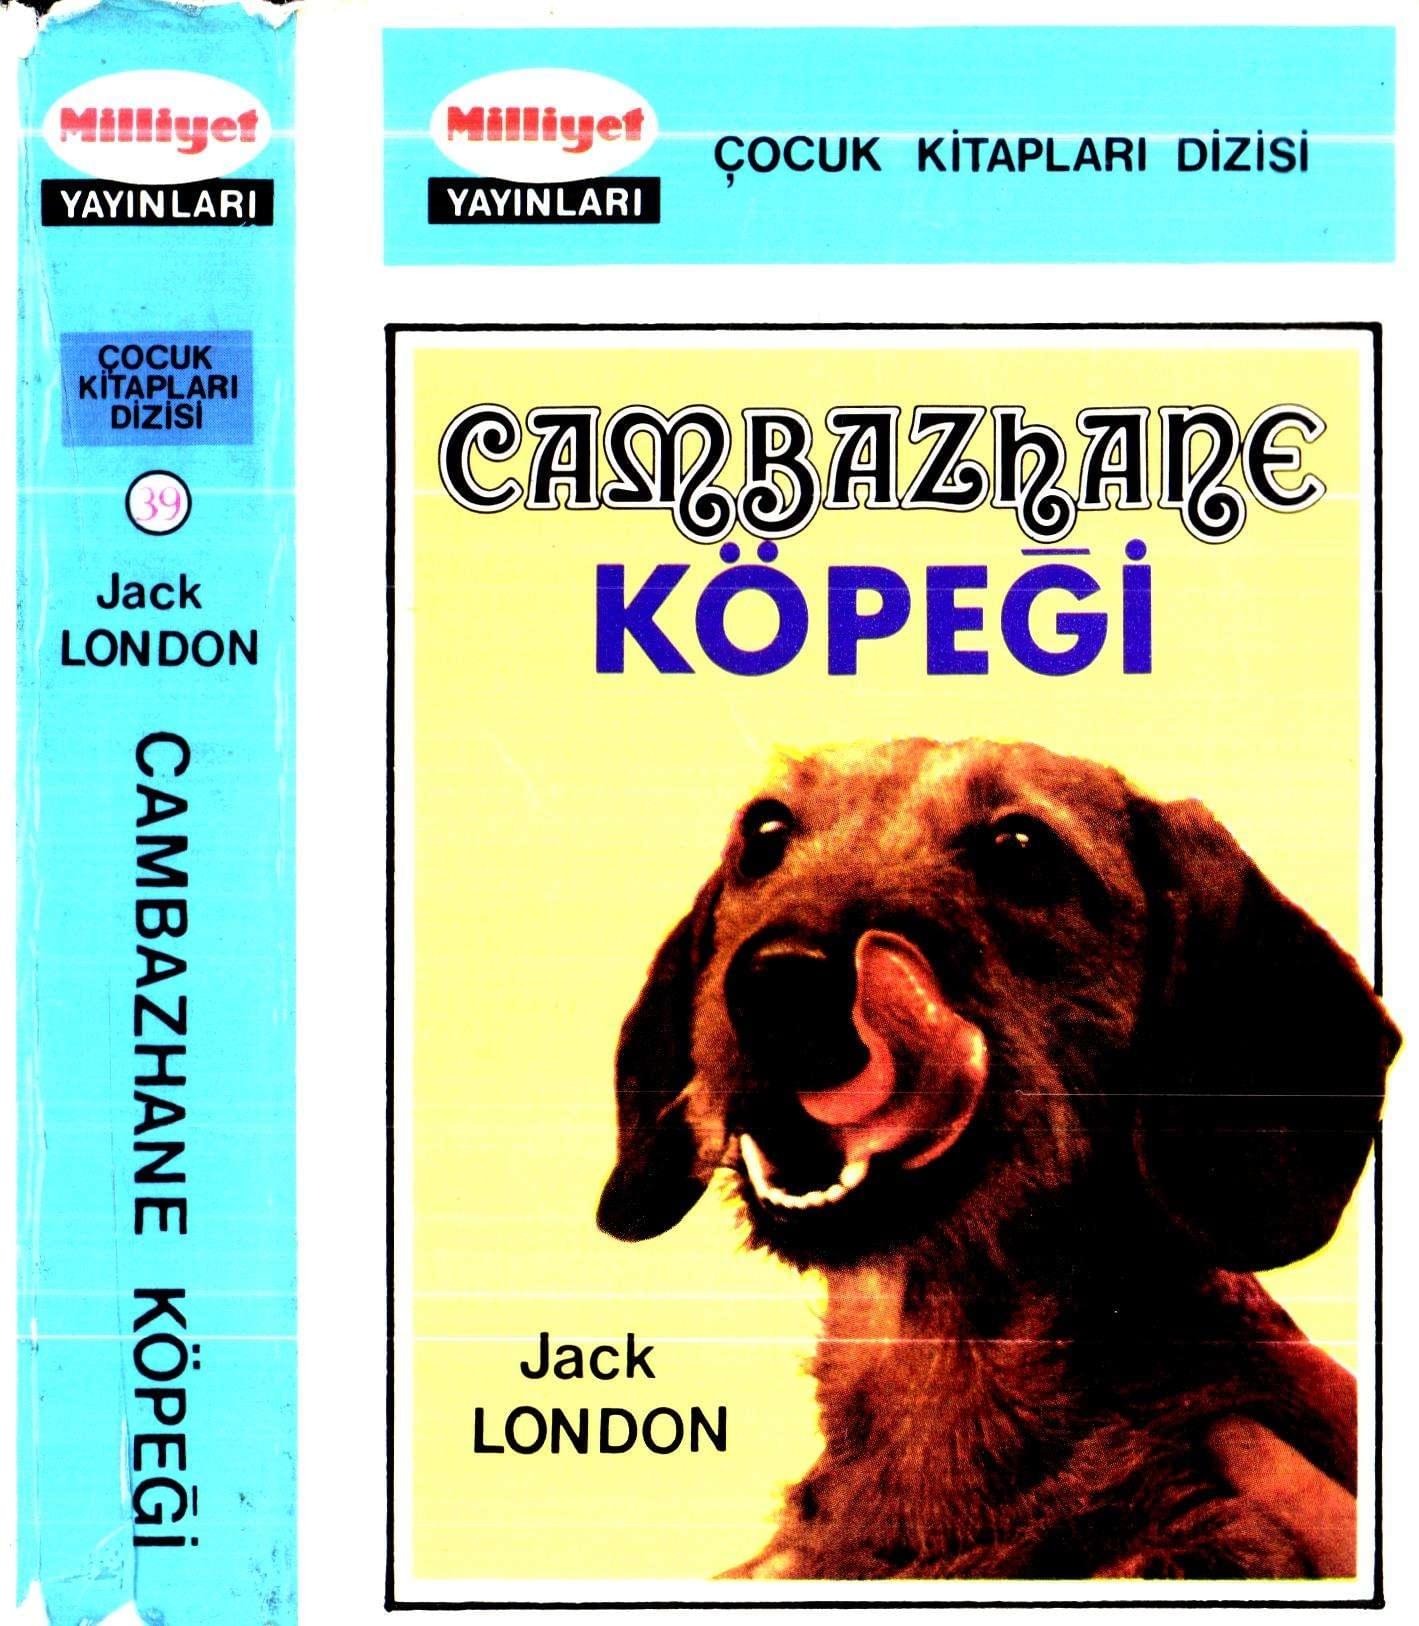 Milliyet
YAYINLARI
ÇOCUK
KİTAPLARI
DİZİSİ
39
Jack
LONDON
CAMBAZHANE KÖPEĞİ
Milliyet
YAYINLARI
ÇOCUK KİTAPLARI DİZİSİ
CAMBAZHANE
KÖPEĞİ
Jack
LONDON